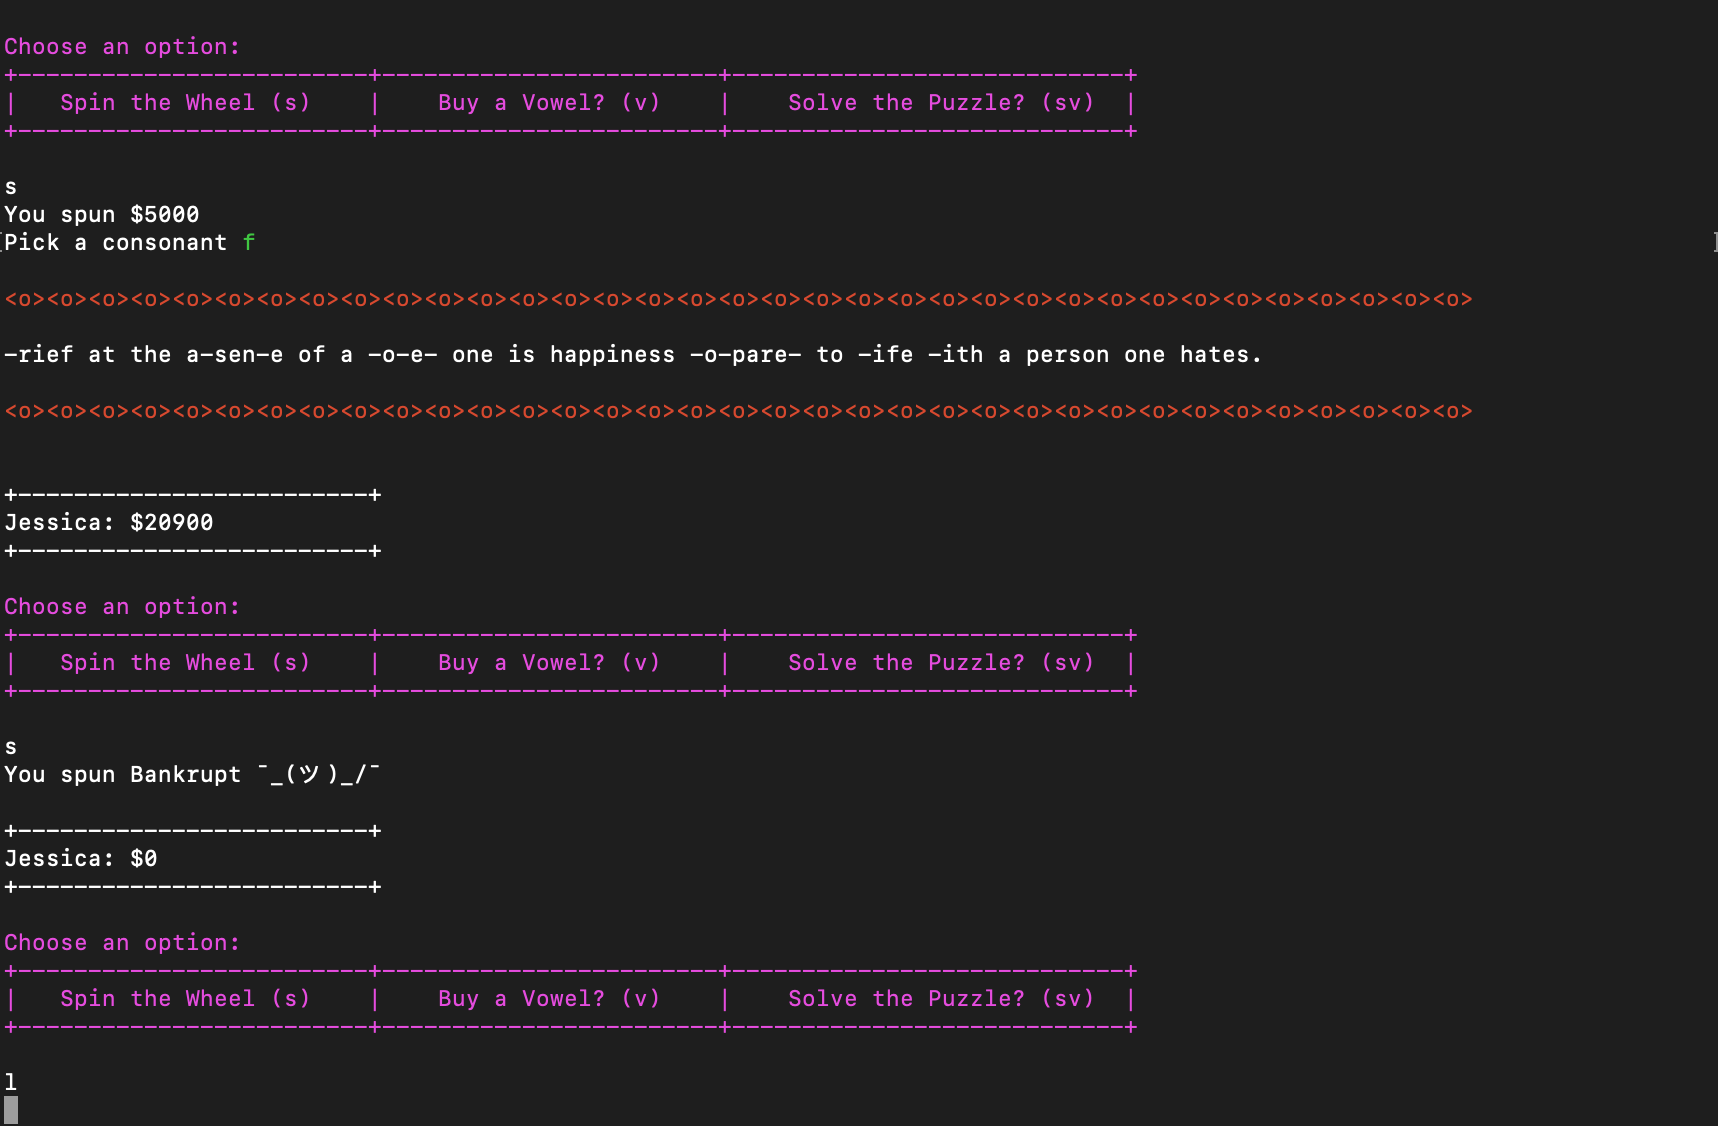 Choose an option:
+-------------------------+------------------------+----------------------------+
|   Spin the Wheel (s)    |    Buy a Vowel? (v)    |    Solve the Puzzle? (sv)  |
+-------------------------+------------------------+----------------------------+
s
You spun $5000
[Pick a consonant f ]
<o><o><o><o><o><o><o><o><o><o><o><o><o><o><o><o><o><o><o><o><o><o><o><o><o><o><o><o><o><o><o><o><o><o><o>
-rief at the a-sen-e of a -o-e- one is happiness -o-pare- to -ife -ith a person one hates.
<o><o><o><o><o><o><o><o><o><o><o><o><o><o><o><o><o><o><o><o><o><o><o><o><o><o><o><o><o><o><o><o><o><o><o>
+-------------------------+
Jessica: $20900
+-------------------------+
Choose an option:
+-------------------------+------------------------+----------------------------+
|   Spin the Wheel (s)    |    Buy a Vowel? (v)    |    Solve the Puzzle? (sv)  |
+-------------------------+------------------------+----------------------------+
s
You spun Bankrupt ¯_(ツ)_/¯
+-------------------------+
Jessica: $0
+-------------------------+
Choose an option:
+-------------------------+------------------------+----------------------------+
|   Spin the Wheel (s)    |    Buy a Vowel? (v)    |    Solve the Puzzle? (sv)  |
+-------------------------+------------------------+----------------------------+
l